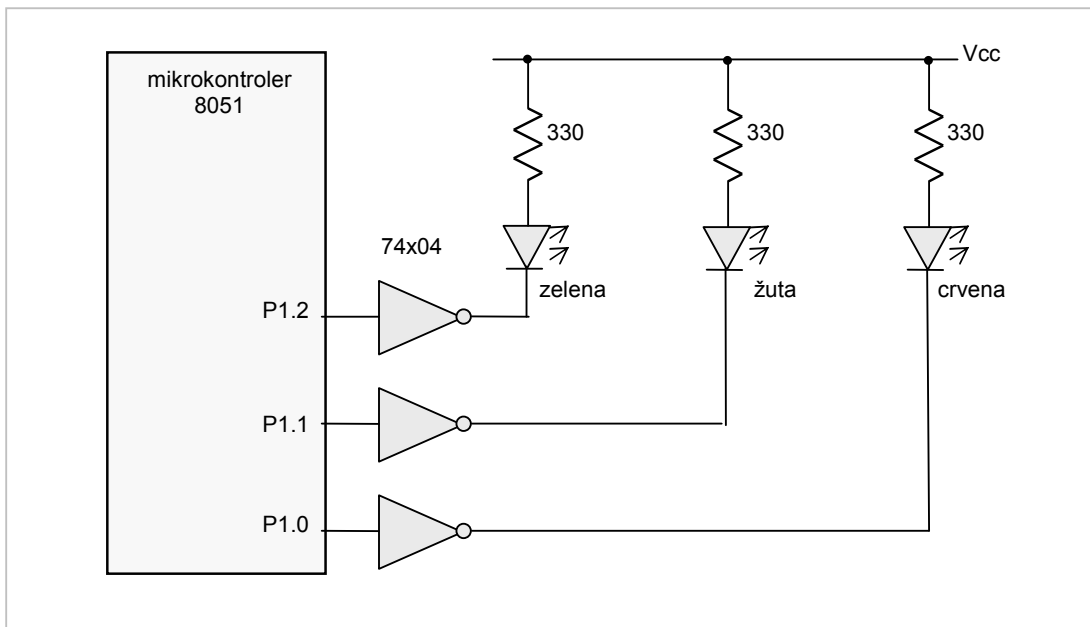 mikrokontroler
8051
Vcc
330
330
330
74x04
zelena
žuta
crvena
P1.2
P1.1
P1.0